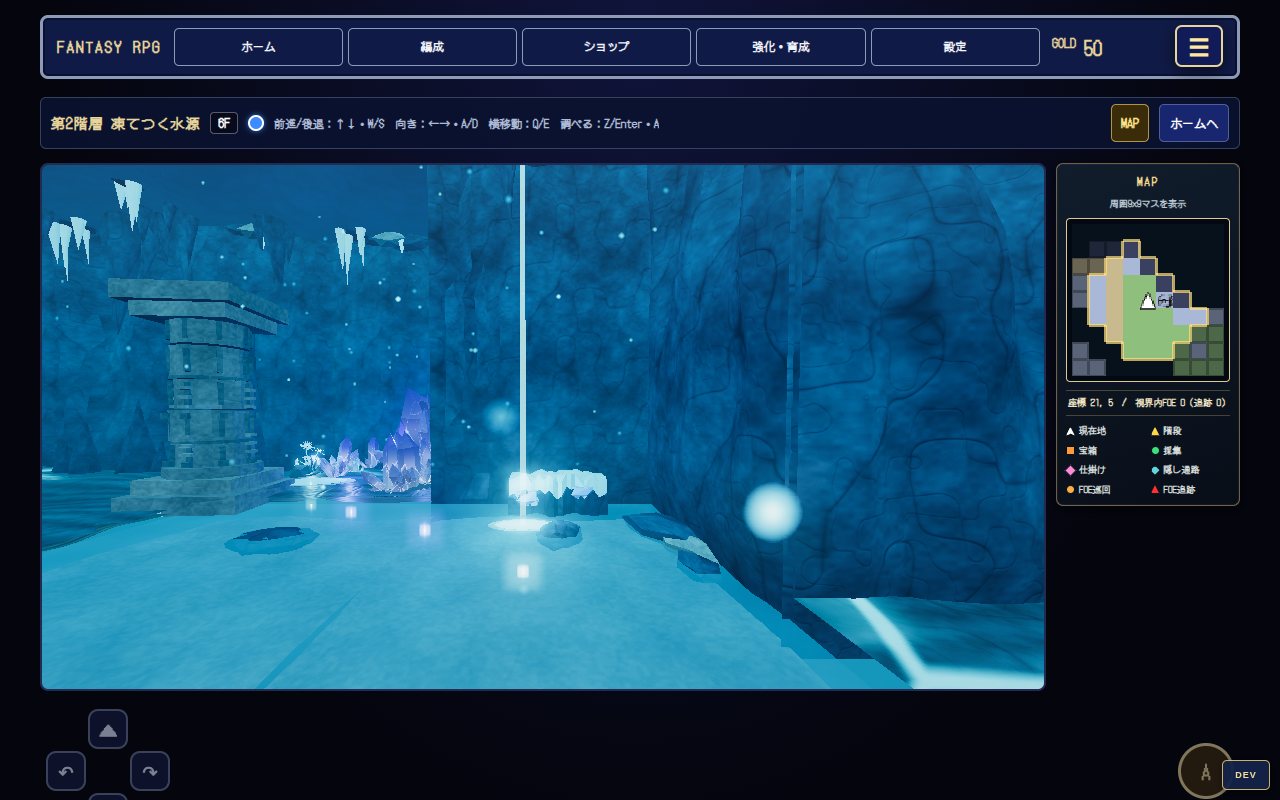 FANTASY RPG
ホーム
編成
ショップ
強化・育成
設定
GOLD 50
第2階層 凍てつく水源
6F
前進/後退：↑↓・W/S 向き：←→・A/D 横移動：Q/E 調べる：Z/Enter・A
MAP
ホームへ
MAP
周囲9x9マスを表示
座標 21, 5 / 視界内FOE 0（追跡 0）
現在地
階段
宝箱
採集
仕掛け
隠し通路
FOE巡回
FOE追跡
A
DEV